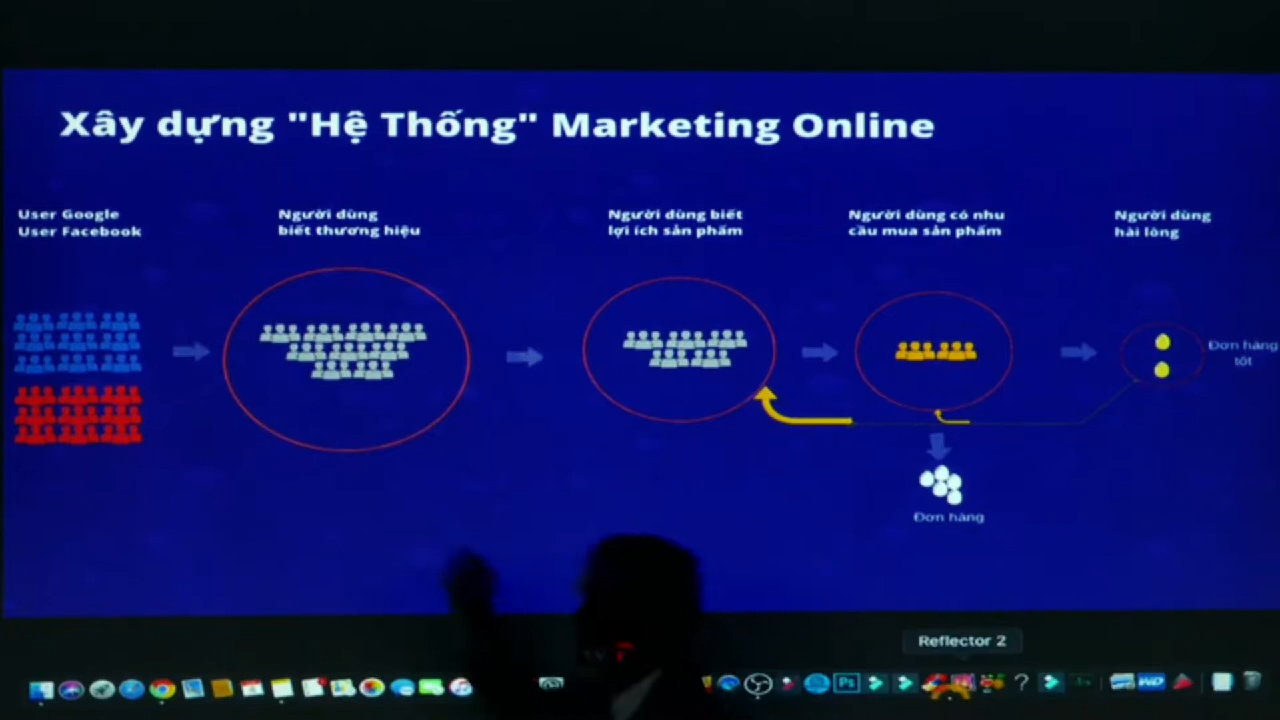 Xây dựng "Hệ Thống" Marketing Online
User Google
User Facebook
Người dùng
biết thương hiệu
Người dùng biết
lợi ích sản phẩm
Người dùng có nhu
cầu mua sản phẩm
Người dùng
hài lòng
Đơn hàng
tốt
Đơn hàng
Reflector 2
Ps
WD